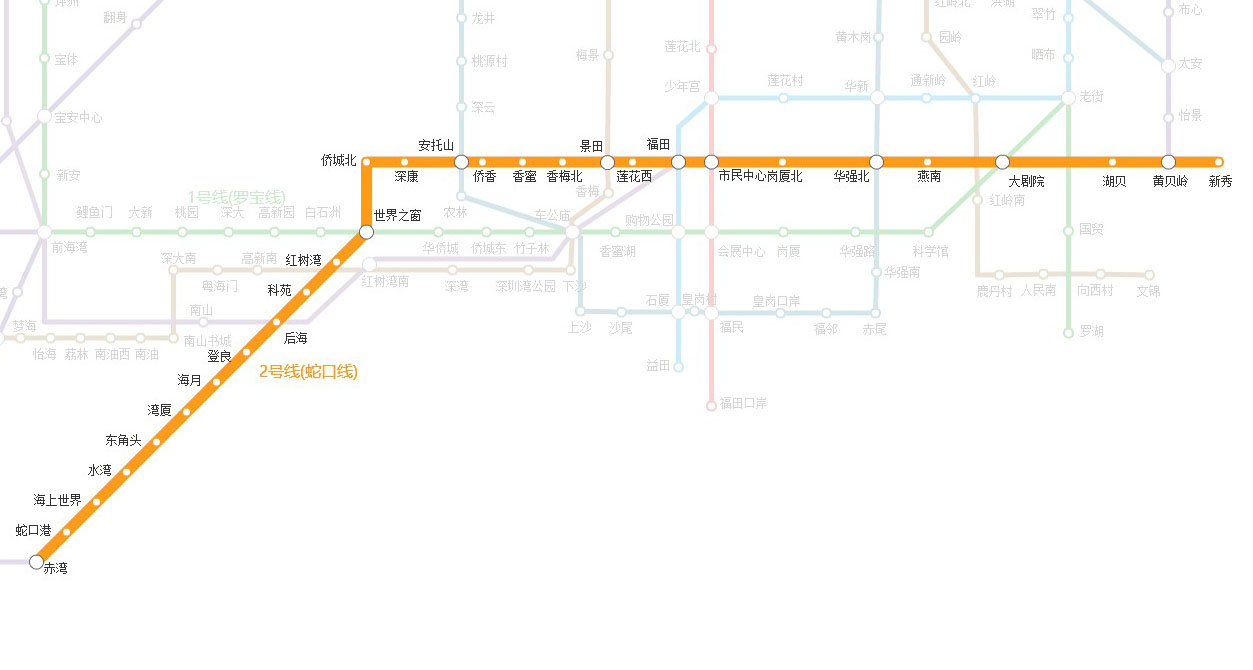 坪洲
翻身
龙井
红岭北
洪湖
翠竹
布心
宝体
桃源村
梅景
莲花北
黄木岗
园岭
晒布
太安
少年宫
莲花村
华新
通新岭
红岭
老街
宝安中心
深云
怡景
侨城北
安托山
景田
福田
新安
深康
侨香
香蜜
香梅北
莲花西
市民中心
岗厦北
华强北
燕南
大剧院
湖贝
黄贝岭
新秀
1号线(罗宝线)
香梅
红岭南
鲤鱼门
大新
桃园
深大
高新园
白石洲
世界之窗
农林
车公庙
购物公园
国贸
前海湾
华侨城
侨城东
竹子林
香蜜湖
会展中心
岗厦
华强路
科学馆
深大南
高新南
红树湾
粤海门
红树湾南
深湾
深圳湾公园
下沙
华强南
湾
科苑
石厦
皇岗村
皇岗口岸
鹿丹村
人民南
向西村
文锦
南山
梦海
上沙
沙尾
福民
福邻
赤尾
罗湖
南山书城
后海
怡海
荔林
南油西
南油
登良
2号线(蛇口线)
益田
海月
湾厦
福田口岸
东角头
水湾
海上世界
蛇口港
赤湾